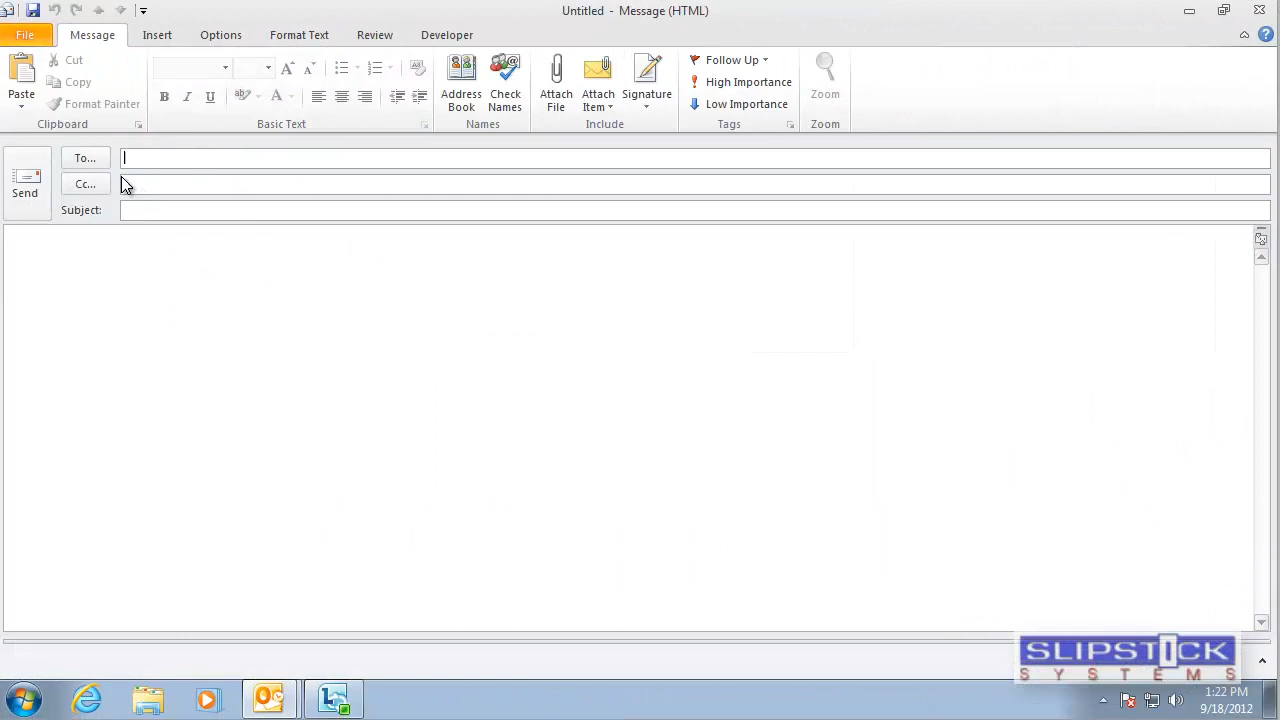 Untitled - Message (HTML)
File Message Insert Options Format Text Review Developer
Paste
Cut
Copy
Format Painter
Clipboard
B I U
Basic Text
Address Book
Check Names
Names
Attach File
Attach Item
Signature
Include
Follow Up
High Importance
Low Importance
Tags
Zoom
Zoom
Send
To...
Cc...
Subject:
SLIPSTICK
SYSTEMS
1:22 PM
9/18/2012